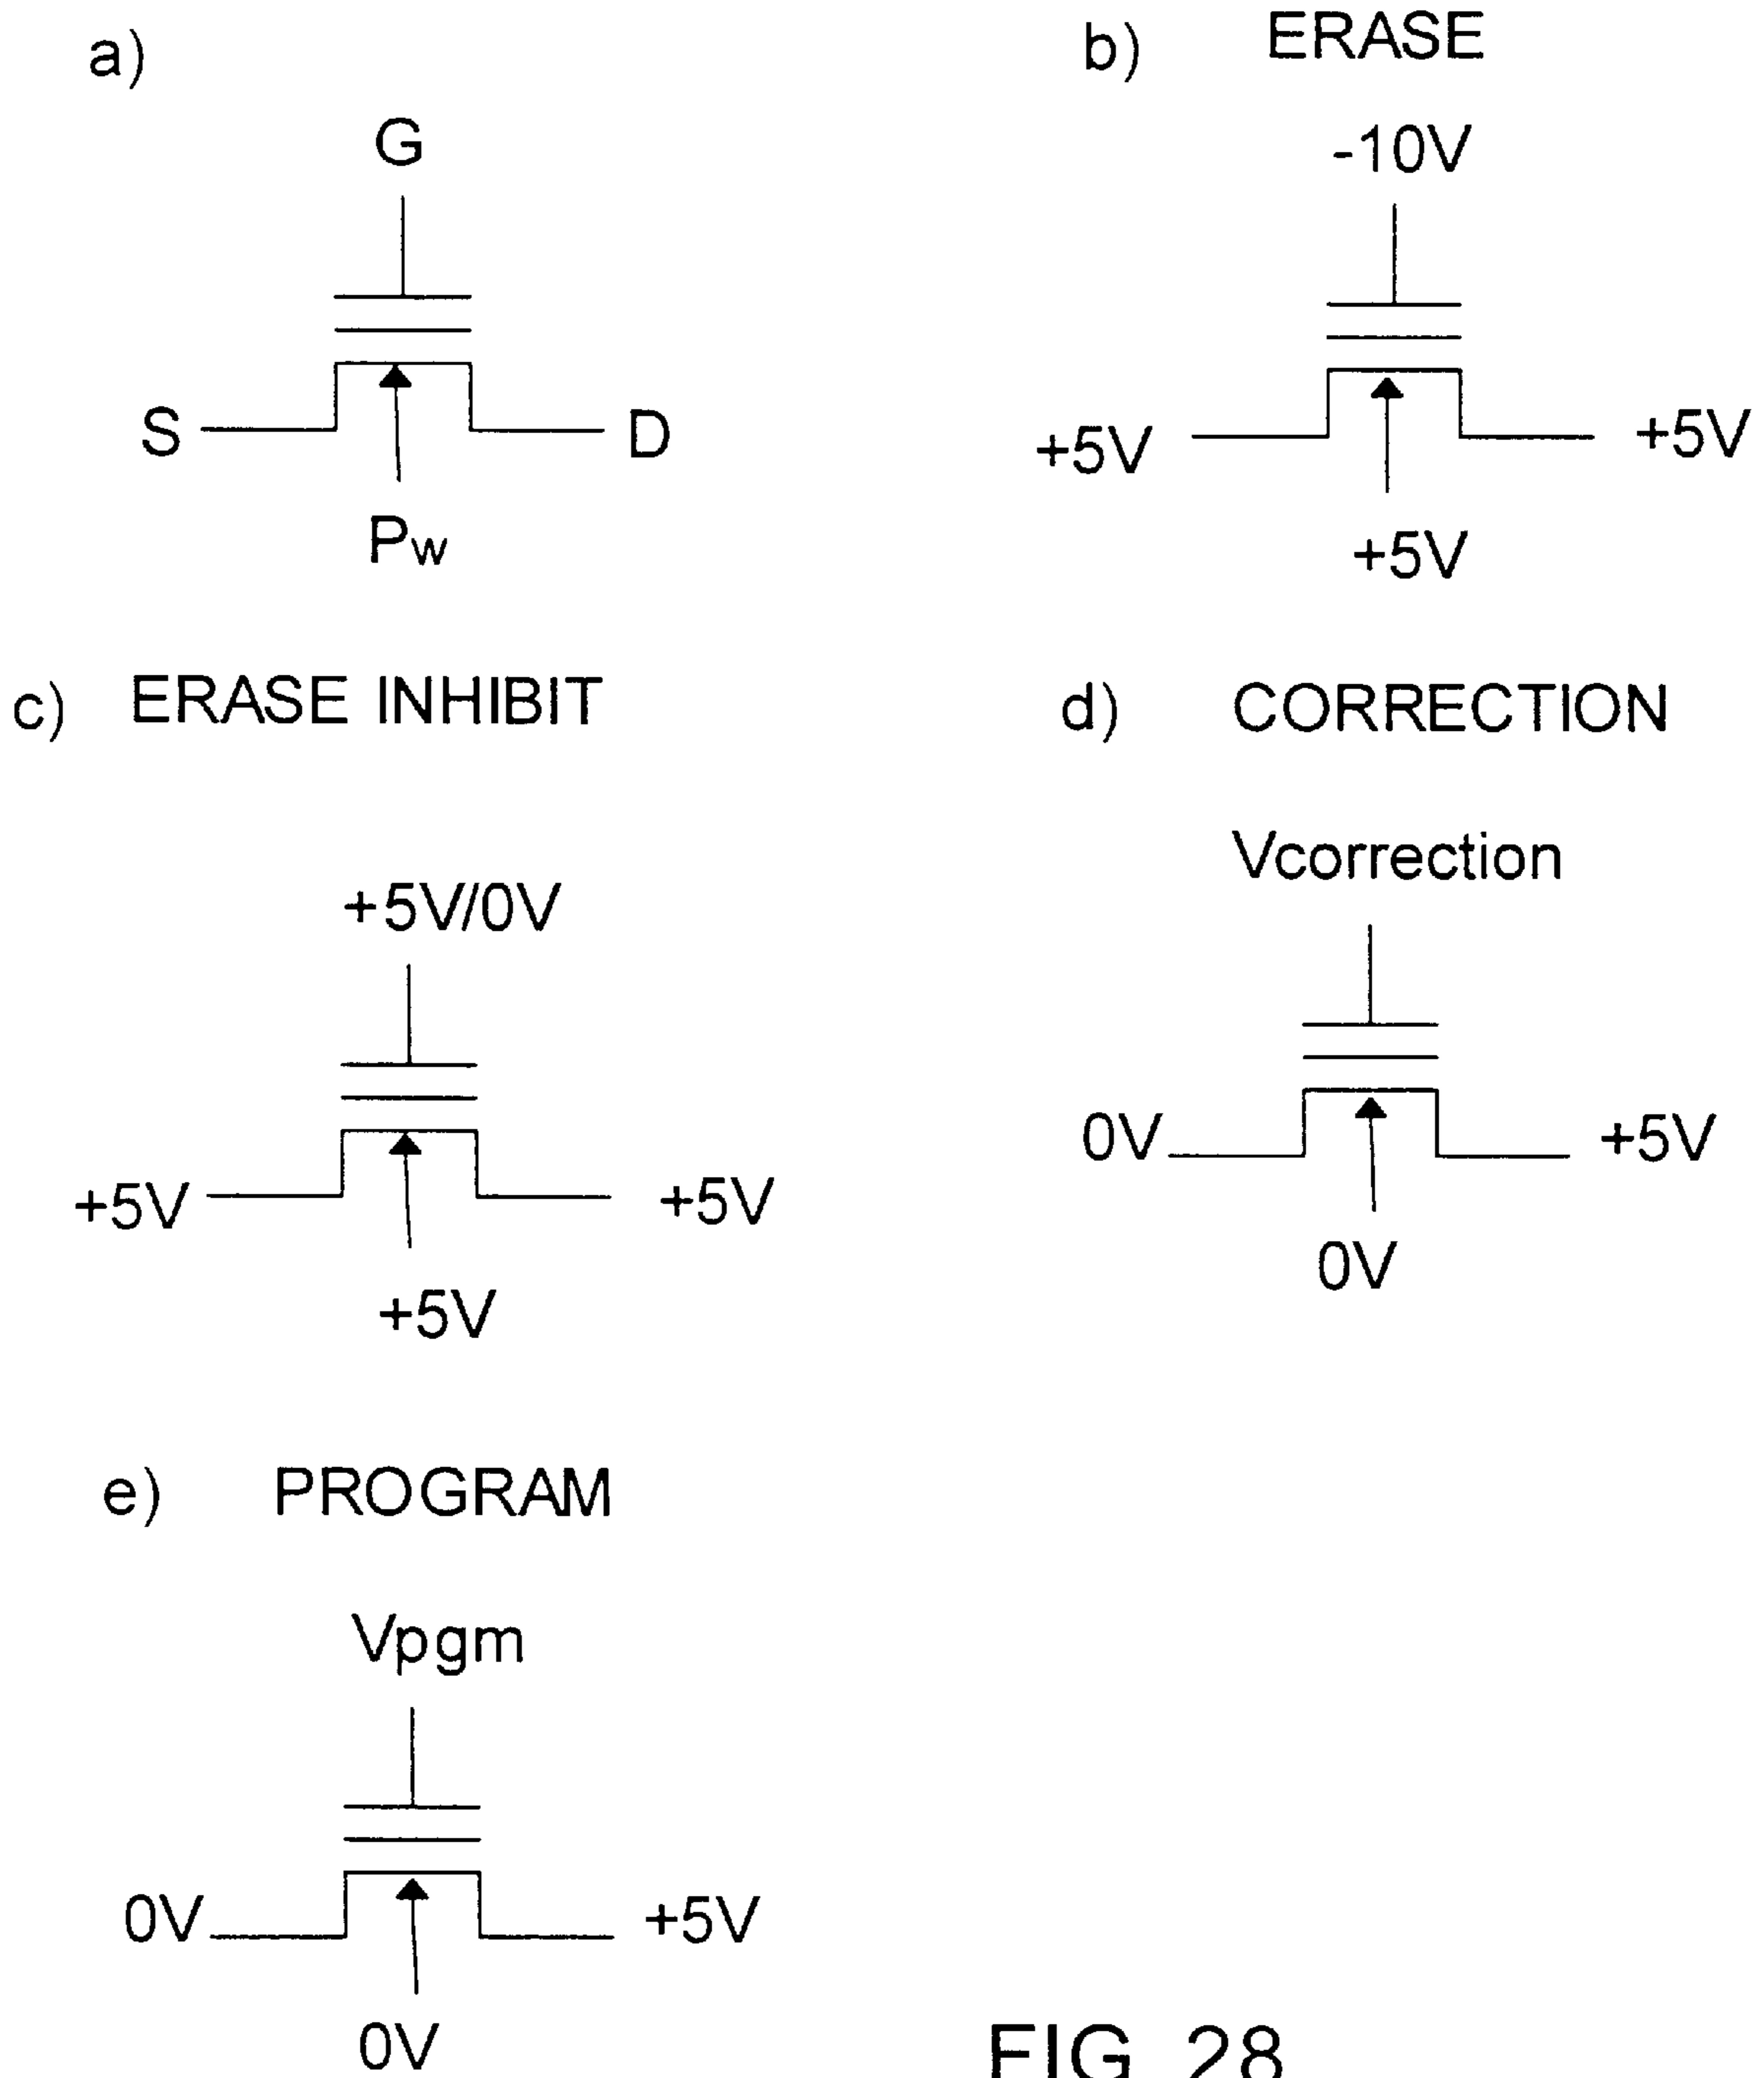 a)
G
S
D
Pw
b) ERASE
-10V
+5V
+5V
+5V
c) ERASE INHIBIT
+5V/0V
+5V
+5V
+5V
d) CORRECTION
Vcorrection
0V
+5V
0V
e) PROGRAM
Vpgm
0V
+5V
0V
FIG 28